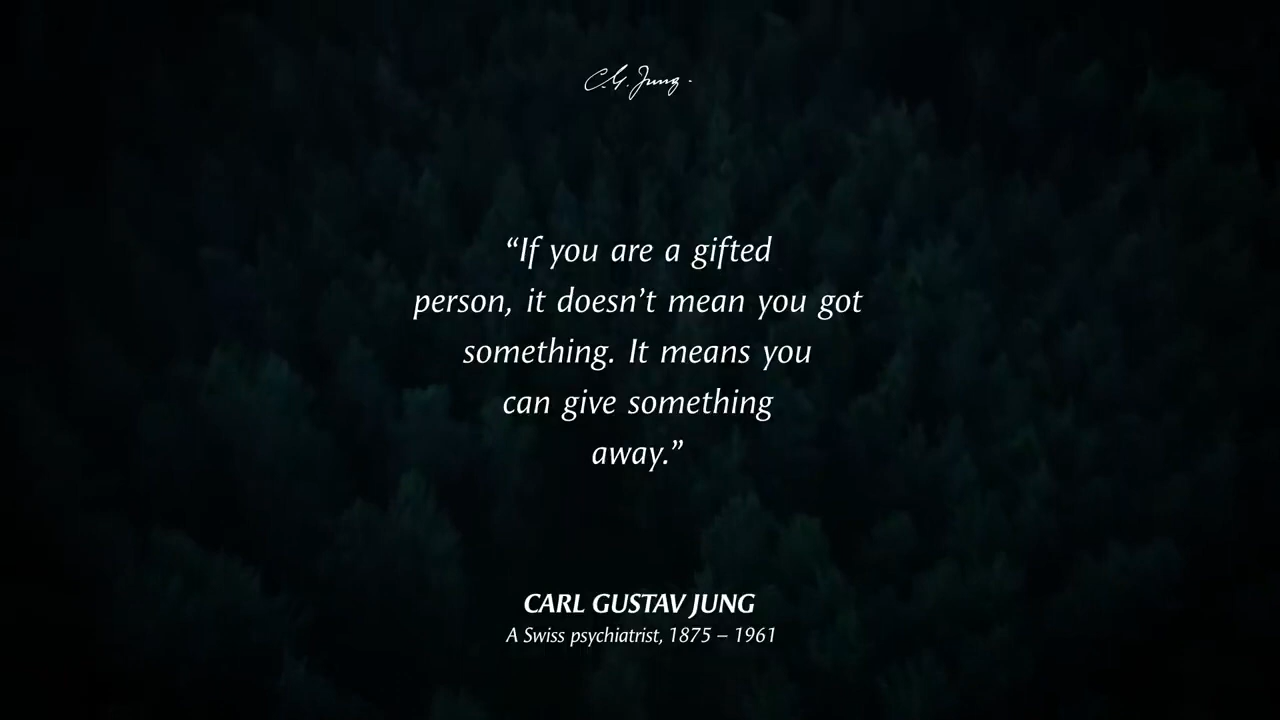 C.G. Jung.
“If you are a gifted
person, it doesn’t mean you got
something. It means you
can give something
away.”
CARL GUSTAV JUNG
A Swiss psychiatrist, 1875 – 1961